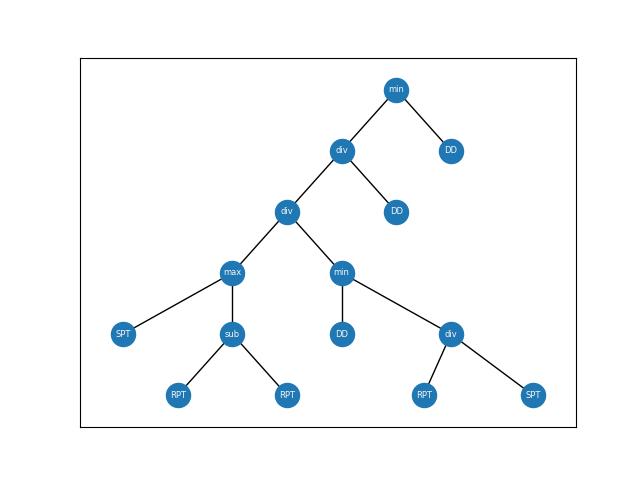 min
div DD
div DD
max min
SPT sub DD div
RPT RPT RPT SPT